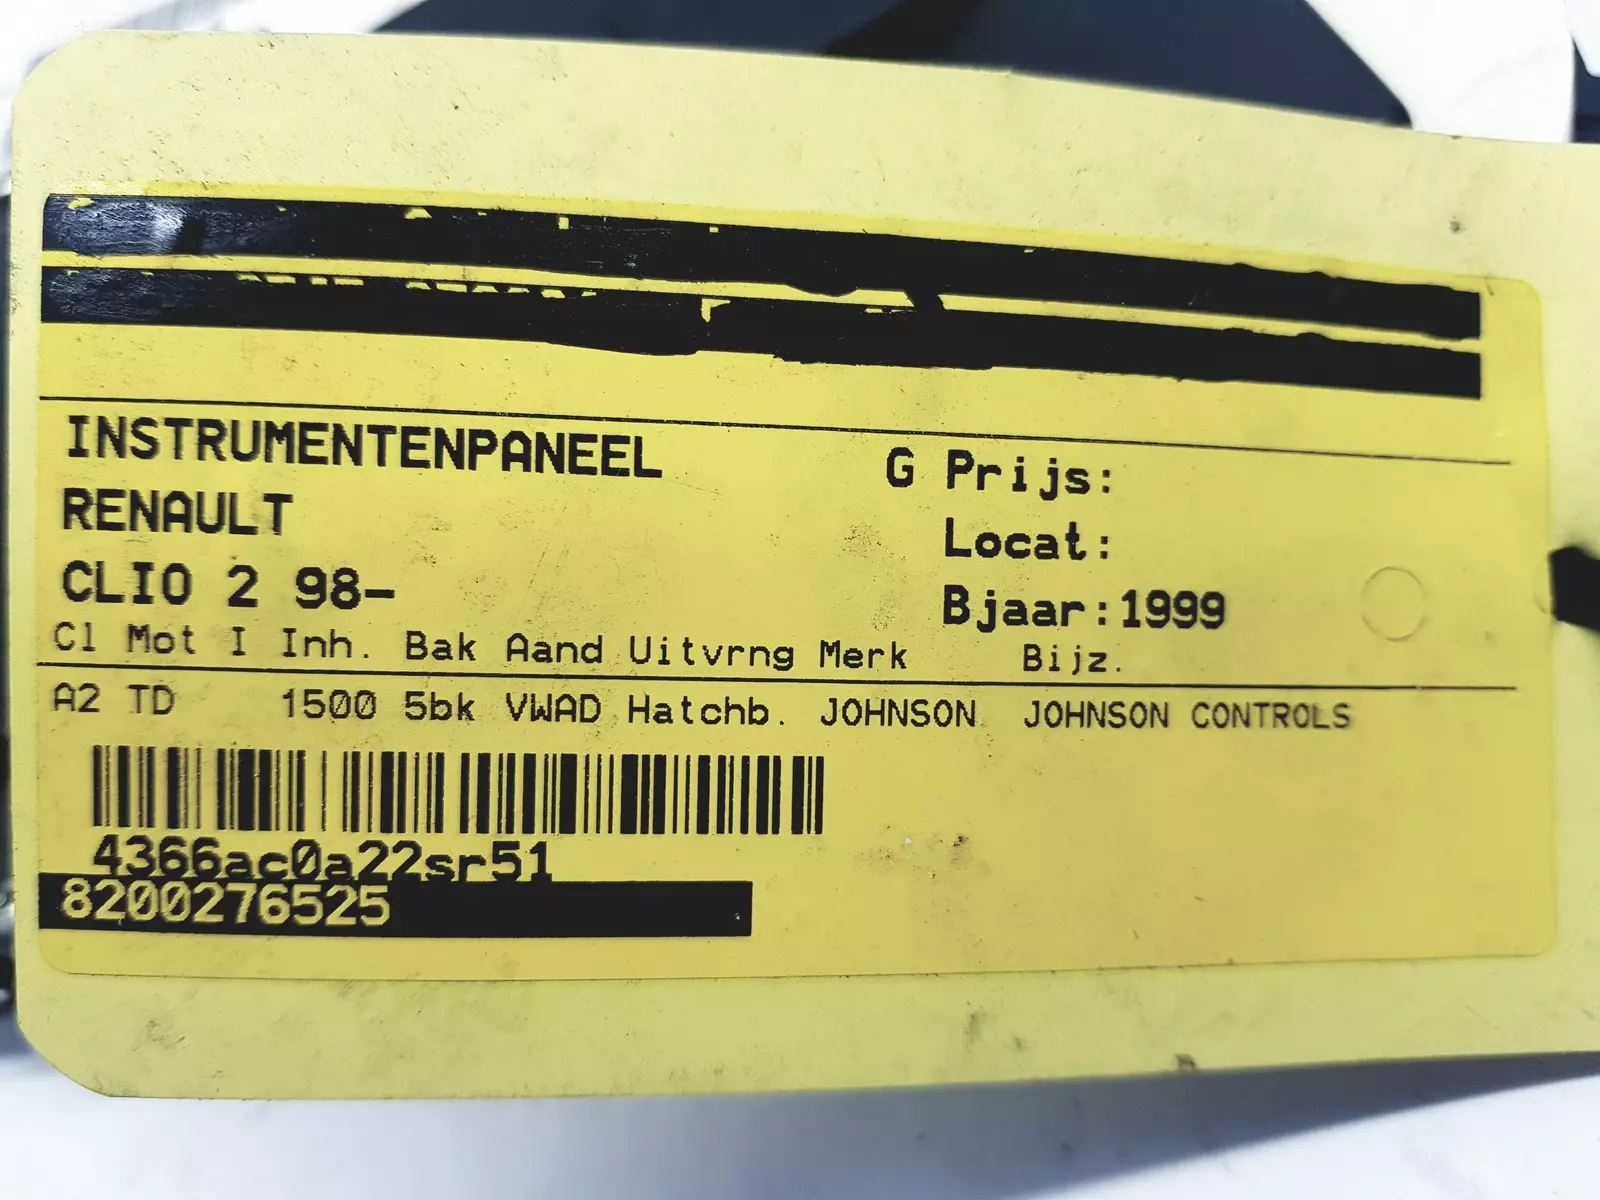 INSTRUMENTENPANEEL G Prijs:
RENAULT Locat:
CLIO 2 98- Bjaar:1999
Cl Mot I Inh. Bak Aand Uitvrng Merk Bijz.
A2 TD 1500 5bk VWAD Hatchb. JOHNSON JOHNSON CONTROLS
4366ac0a22sr51
8200276525